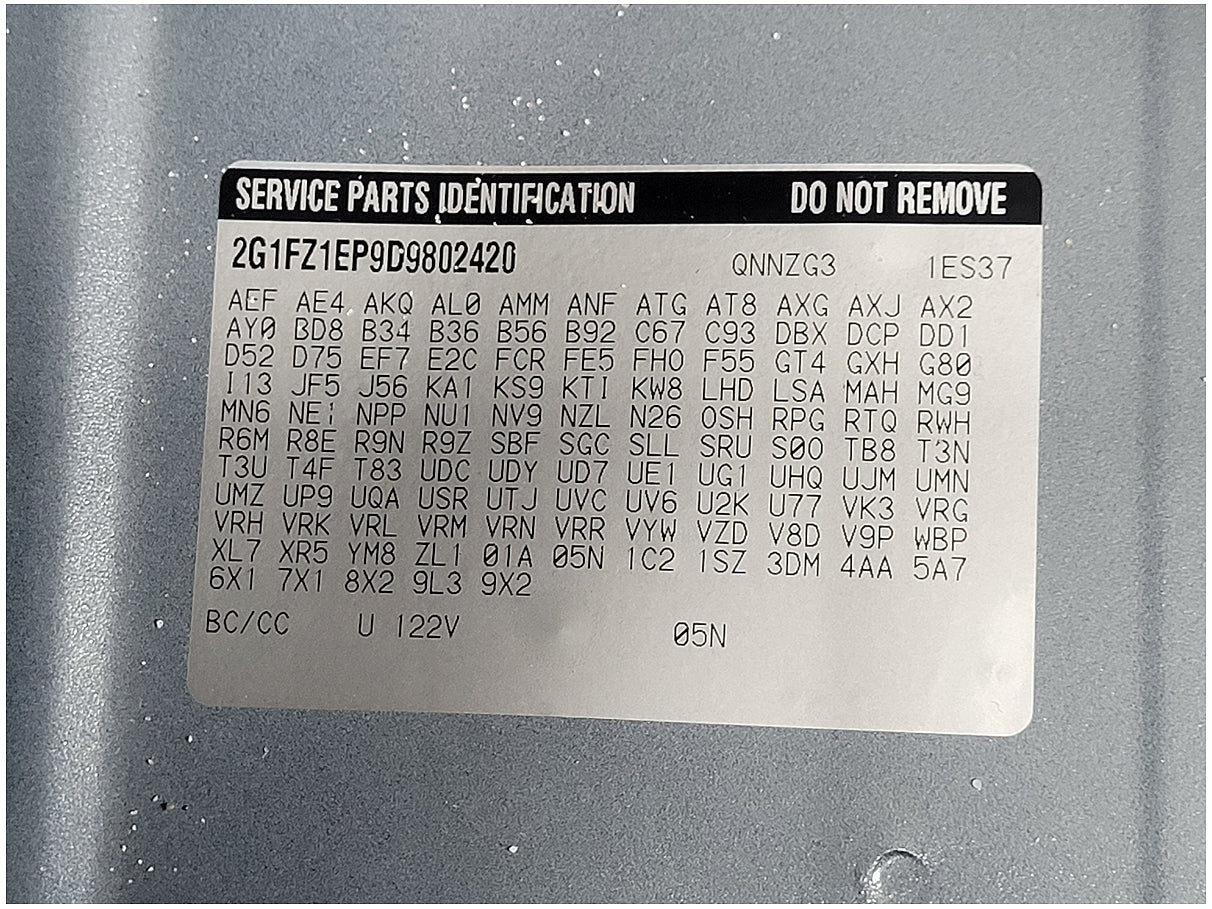 SERVICE PARTS IDENTIFICATION DO NOT REMOVE
2G1FZ1EP9D9802420 QNNZG3 1ES37
AEF AE4 AKQ AL0 AMM ANF ATG AT8 AXG AXJ AX2
AY0 BD8 B34 B36 B56 B92 C67 C93 DBX DCP DD1
D52 D75 EF7 E2C FCR FE5 FHO F55 GT4 GXH G80
I13 JF5 J56 KA1 KS9 KTI KW8 LHD LSA MAH MG9
MN6 NE1 NPP NU1 NV9 NZL N26 OSH RPG RTQ RWH
R6M R8E R9N R9Z SBF SGC SLL SRU S0O TB8 T3N
T3U T4F T83 UDC UDY UD7 UE1 UG1 UHQ UJM UMN
UMZ UP9 UQA USR UTJ UVC UV6 U2K U77 VK3 VRG
VRH VRK VRL VRM VRN VRR VYW VZD V8D V9P WBP
XL7 XR5 YM8 ZL1 01A 05N 1C2 1SZ 3DM 4AA 5A7
6X1 7X1 8X2 9L3 9X2
BC/CC U 122V 05N